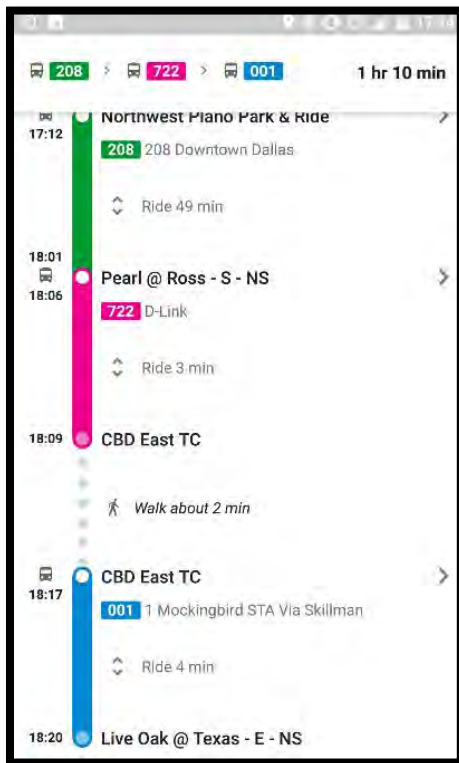 17:14
208 > 722 > 001 1 hr 10 min
Northwest Plano Park & Ride
17:12
208 208 Downtown Dallas
Ride 49 min
18:01
Pearl @ Ross - S - NS
18:06
722 D-Link
Ride 3 min
18:09 CBD East TC
Walk about 2 min
CBD East TC
18:17
001 1 Mockingbird STA Via Skillman
Ride 4 min
18:20 Live Oak @ Texas - E - NS